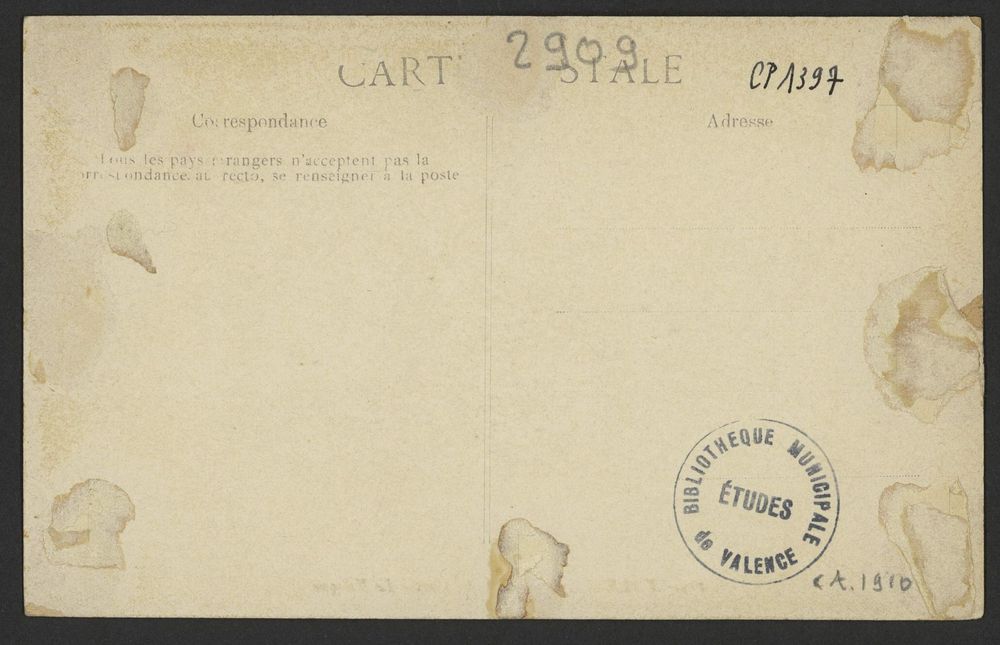 2909
CART STALE
CP1397
Correspondance
Adresse
Tous les pays étrangers n'acceptent pas la
correspondance au recto, se renseigner à la poste
BIBLIOTHEQUE MUNICIPALE
ÉTUDES
de VALENCE
CA. 1910